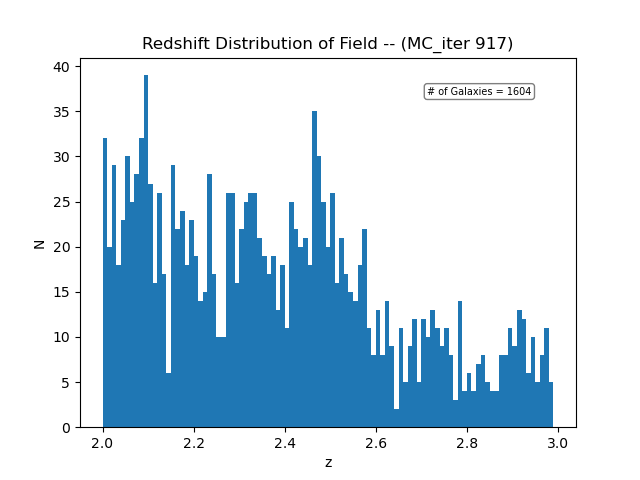 Redshift Distribution of Field -- (MC_iter 917)
# of Galaxies = 1604
N
40
35
30
25
20
15
10
5
0
2.0 2.2 2.4 2.6 2.8 3.0
z